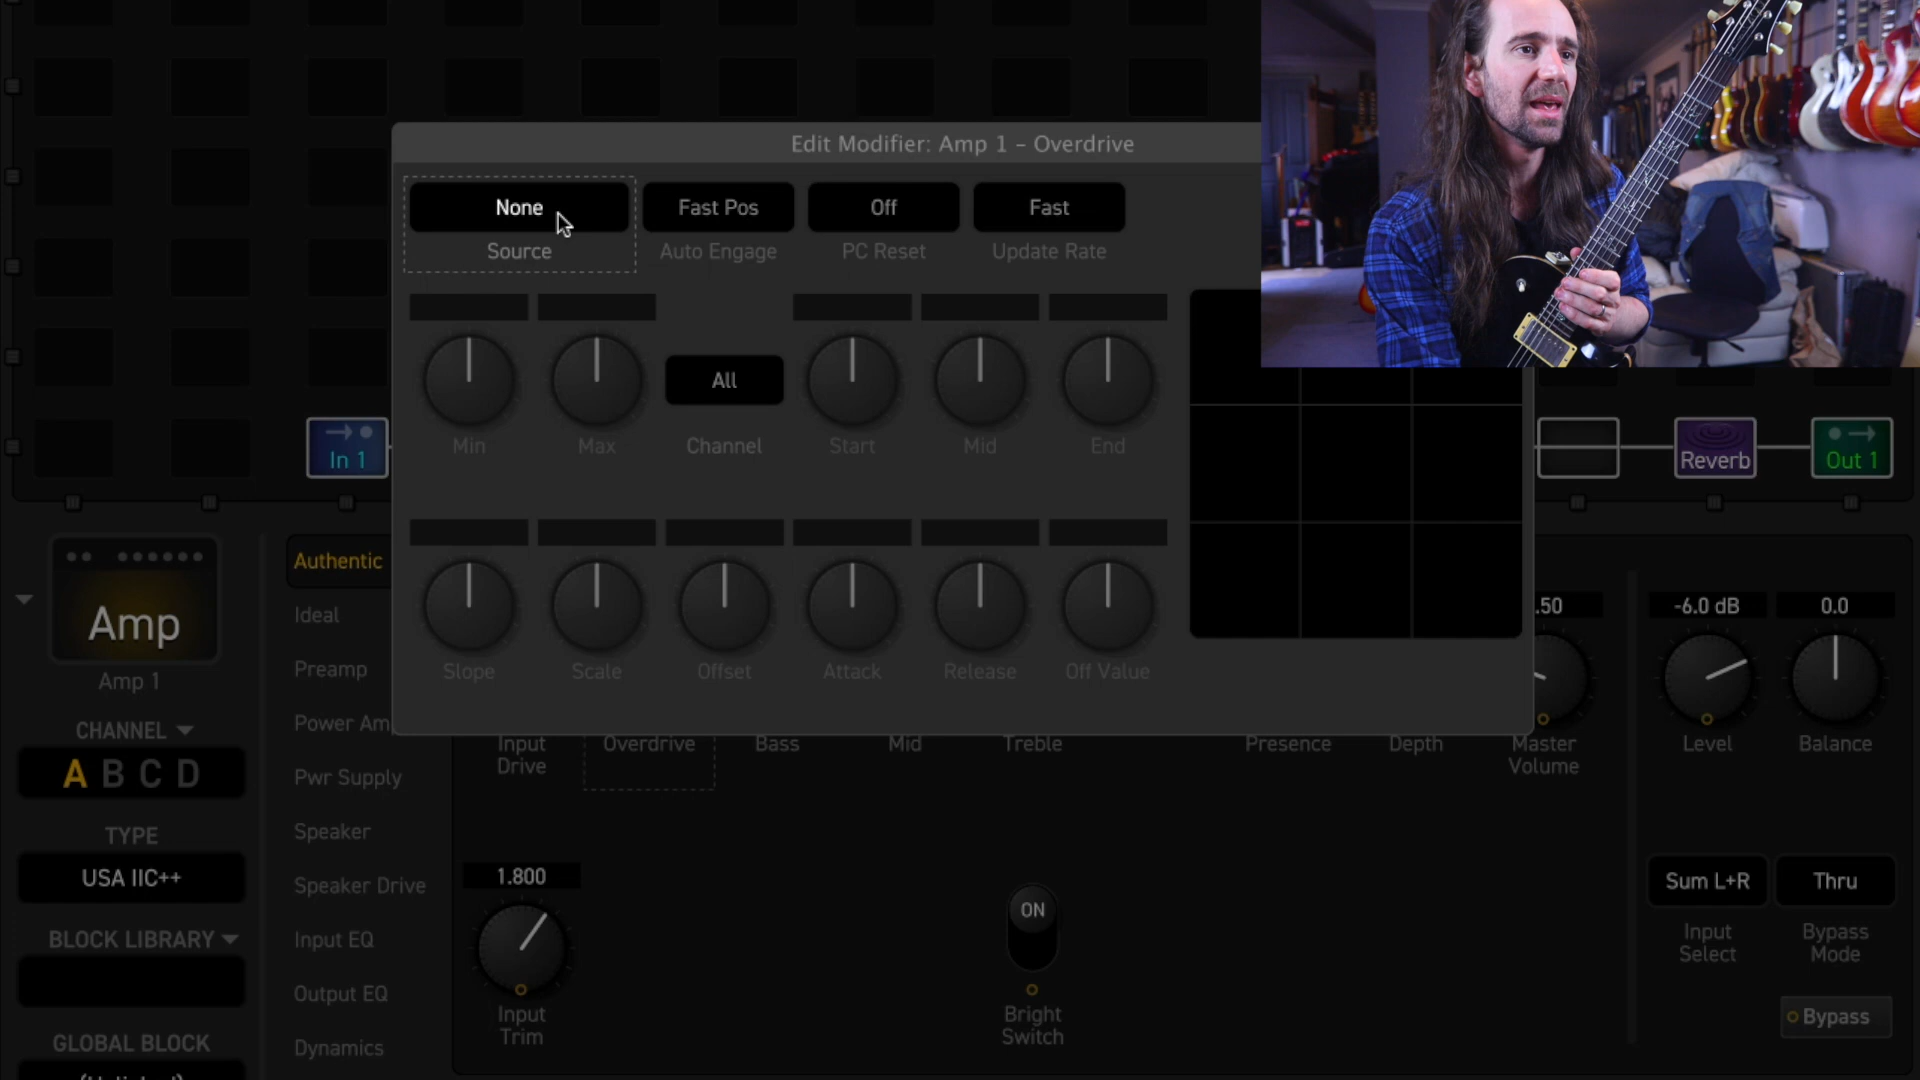 Edit Modifier: Amp 1 – Overdrive
None
Fast Pos
Off
Fast
Source
Auto Engage
PC Reset
Update Rate
All
Min
Max
Channel
Start
Mid
End
In 1
Reverb
Out 1
Slope
Scale
Offset
Attack
Release
Off Value
Amp
Amp 1
CHANNEL
A B C D
TYPE
USA IIC++
BLOCK LIBRARY
GLOBAL BLOCK
Authentic
Ideal
Preamp
Power Am
Pwr Supply
Speaker
Speaker Drive
Input EQ
Output EQ
Dynamics
Input
Drive
Overdrive
Bass
Mid
Treble
Presence
Depth
.50
Master
Volume
-6.0 dB
0.0
Level
Balance
1.800
Input
Trim
ON
Bright
Switch
Sum L+R
Thru
Input
Select
Bypass
Mode
Bypass